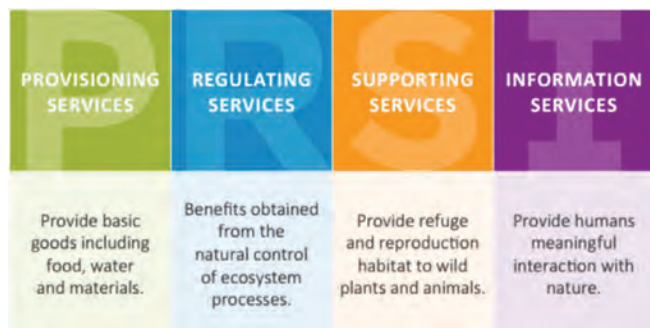 P
PROVISIONING
SERVICES
R
REGULATING
SERVICES
S
SUPPORTING
SERVICES
I
INFORMATION
SERVICES
Provide basic
goods including
food, water
and materials.
Benefits obtained
from the
natural control
of ecosystem
processes.
Provide refuge
and reproduction
habitat to wild
plants and animals.
Provide humans
meaningful
interaction with
nature.